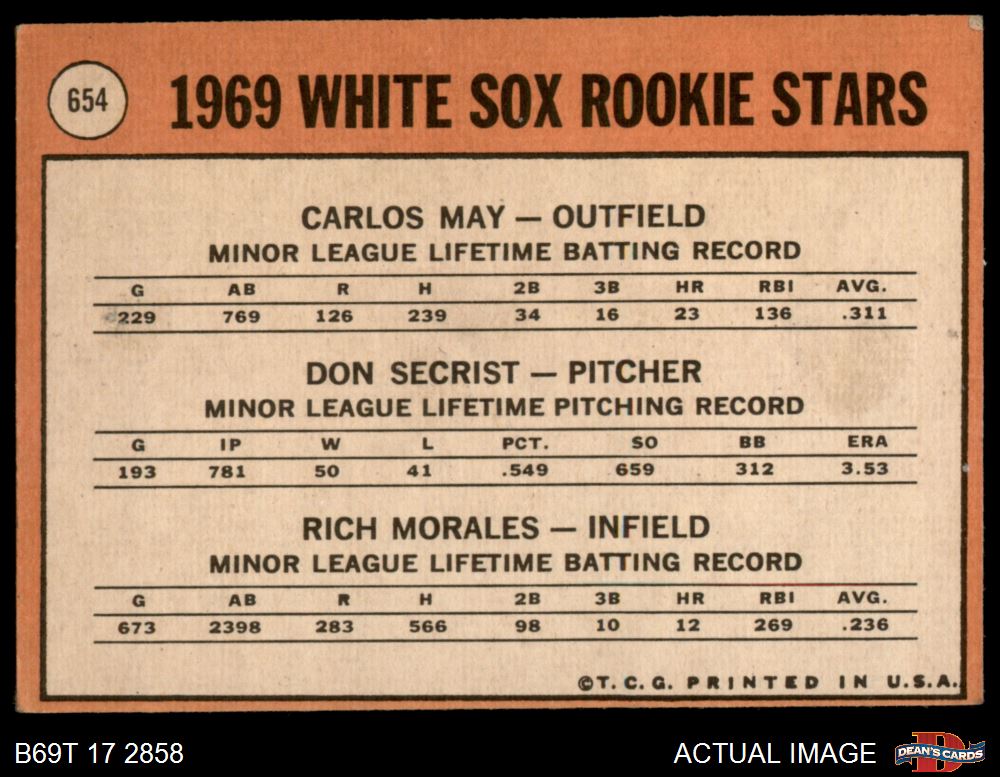 654
1969 WHITE SOX ROOKIE STARS
CARLOS MAY — OUTFIELD
MINOR LEAGUE LIFETIME BATTING RECORD
G AB R H 2B 3B HR RBI AVG.
229 769 126 239 34 16 23 136 .311
DON SECRIST — PITCHER
MINOR LEAGUE LIFETIME PITCHING RECORD
G IP W L PCT. SO BB ERA
193 781 50 41 .549 659 312 3.53
RICH MORALES — INFIELD
MINOR LEAGUE LIFETIME BATTING RECORD
G AB R H 2B 3B HR RBI AVG.
673 2398 283 566 98 10 12 269 .236
©T. C. G. PRINTED IN U.S.A.
B69T 17 2858
ACTUAL IMAGE
D
DEAN'S CARDS